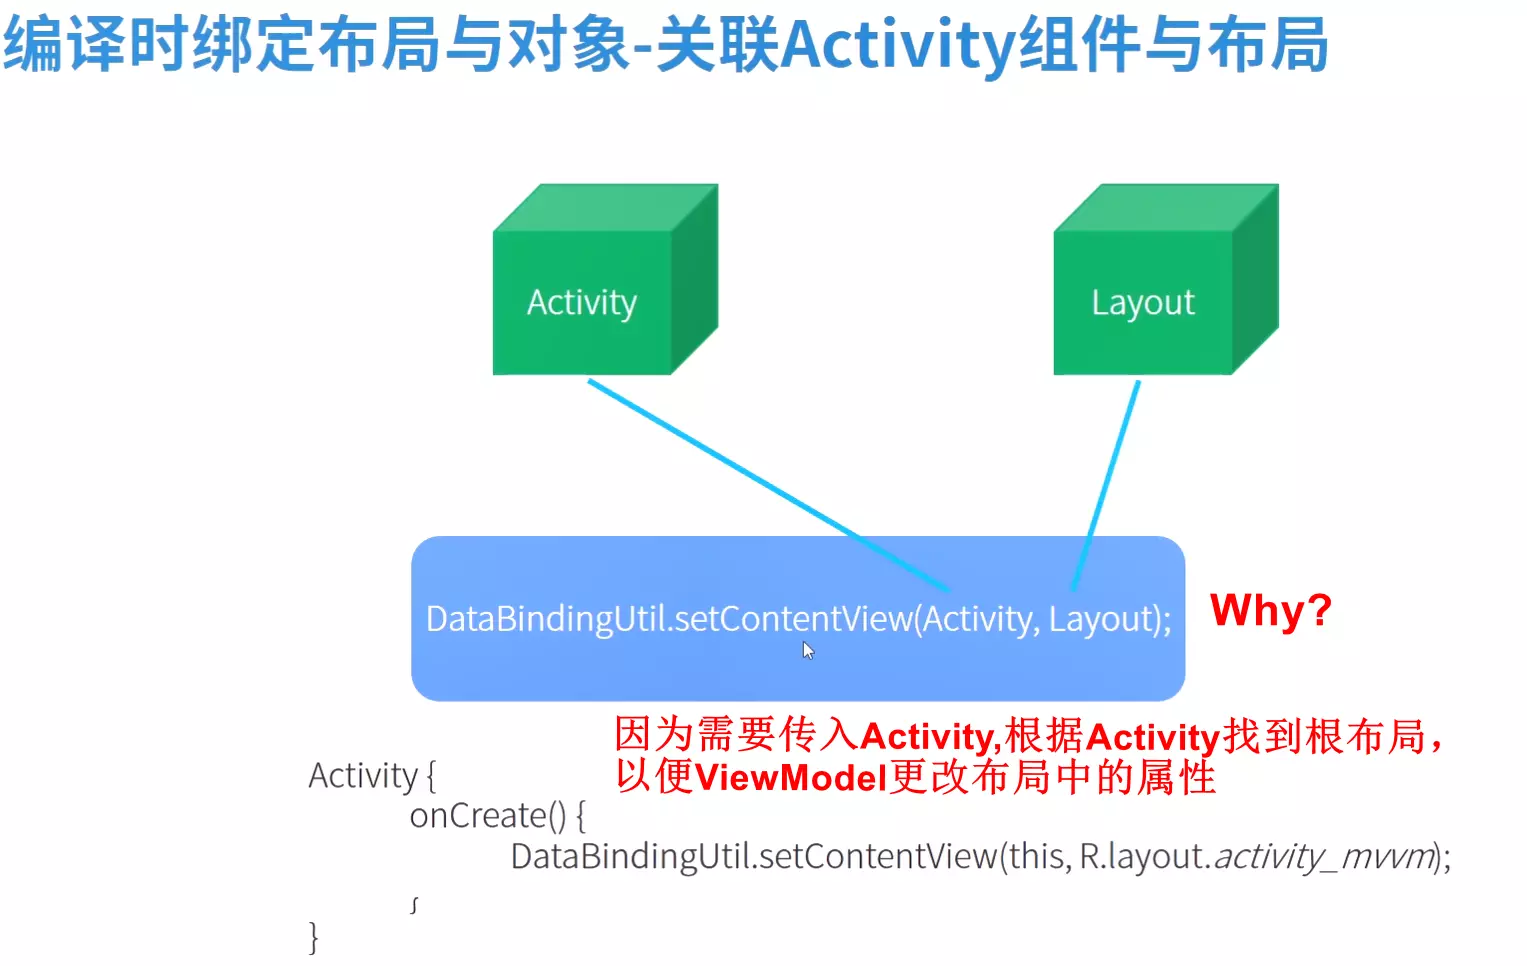 编译时绑定布局与对象-关联Activity组件与布局
Activity
Layout
DataBindingUtil.setContentView(Activity, Layout);
Why?
因为需要传入Activity,根据Activity找到根布局，
以便ViewModel更改布局中的属性
Activity {
onCreate() {
DataBindingUtil.setContentView(this, R.layout.activity_mvvm);
}